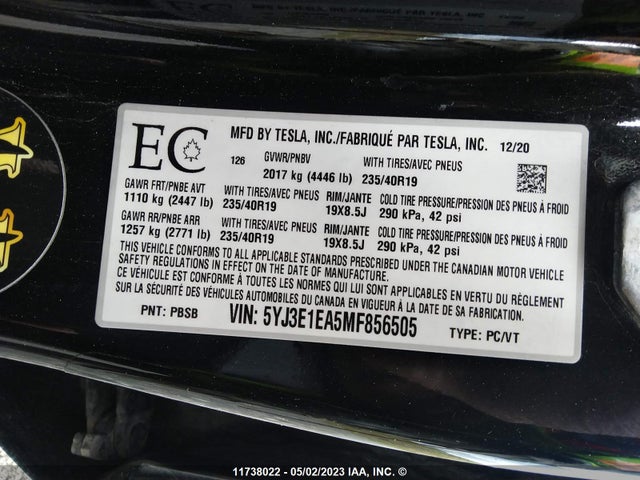 EC
MFD BY TESLA, INC./FABRIQUÉ PAR TESLA, INC. 12/20
126 GVWR/PNBV WITH TIRES/AVEC PNEUS
2017 kg (4446 lb) 235/40R19
GAWR FRT/PNBE AVT WITH TIRES/AVEC PNEUS RIM/JANTE COLD TIRE PRESSURE/PRESSION DES PNEUS À FROID
1110 kg (2447 lb) 235/40R19 19X8.5J 290 kPa, 42 psi
GAWR RR/PNBE ARR WITH TIRES/AVEC PNEUS RIM/JANTE COLD TIRE PRESSURE/PRESSION DES PNEUS À FROID
1257 kg (2771 lb) 235/40R19 19X8.5J 290 kPa, 42 psi
THIS VEHICLE CONFORMS TO ALL APPLICABLE STANDARDS PRESCRIBED UNDER THE CANADIAN MOTOR VEHICLE
SAFETY REGULATIONS IN EFFECT ON THE DATE OF MANUFACTURE
CE VÉHICULE EST CONFORME À TOUTES LES NORMES QUI LUI SONT APPLICABLES EN VERTU DU RÈGLEMENT
SUR LA SÉCURITÉ DES VÉHICULES AUTOMOBILES DU CANADA EN VIGUEUR À LA DATE DE SA FABRICATION
PNT: PBSB VIN: 5YJ3E1EA5MF856505 TYPE: PC/VT
11738022 - 05/02/2023 IAA, INC. ©